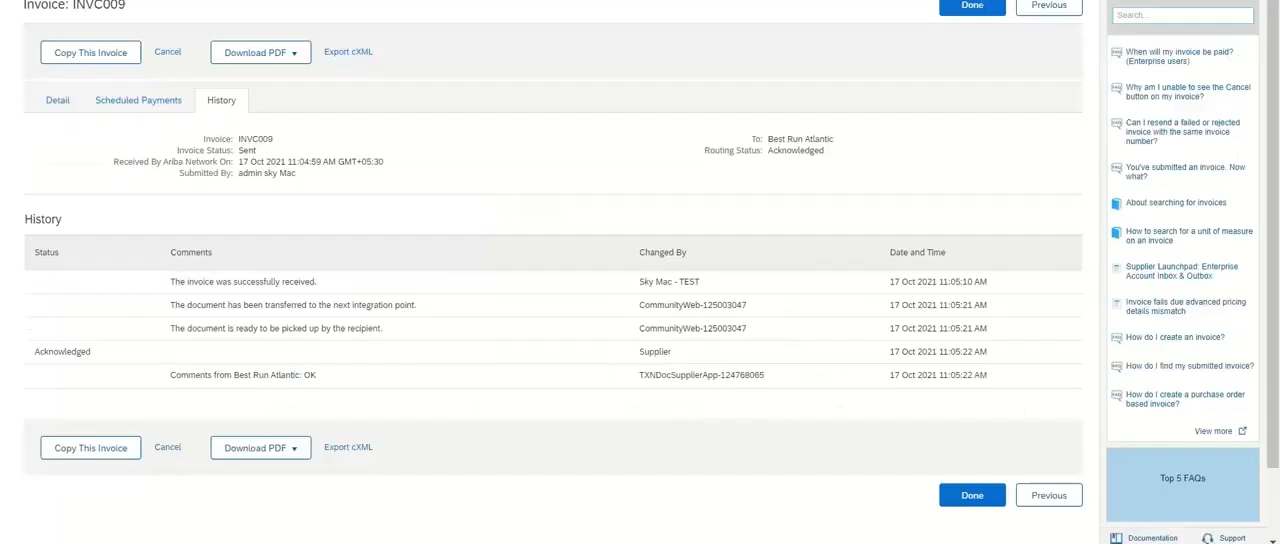 Invoice: INVC009
Done
Previous
Copy This Invoice
Cancel
Download PDF
Export cXML
Detail
Scheduled Payments
History
Invoice: INVC009
Invoice Status: Sent
Received By Ariba Network On: 17 Oct 2021 11:04:59 AM GMT+05:30
Submitted By: admin sky Mac
To: Best Run Atlantic
Routing Status: Acknowledged
History
Status Comments Changed By Date and Time
The invoice was successfully received. Sky Mac - TEST 17 Oct 2021 11:05:10 AM
The document has been transferred to the next integration point. CommunityWeb-125003047 17 Oct 2021 11:05:21 AM
The document is ready to be picked up by the recipient. CommunityWeb-125003047 17 Oct 2021 11:05:21 AM
Acknowledged Supplier 17 Oct 2021 11:05:22 AM
Comments from Best Run Atlantic: OK TXNDocSupplierApp-124768065 17 Oct 2021 11:05:22 AM
Copy This Invoice
Cancel
Download PDF
Export cXML
Done
Previous
Search...
FAQ When will my invoice be paid?
(Enterprise users)
FAQ Why am I unable to see the Cancel
button on my invoice?
FAQ Can I resend a failed or rejected
invoice with the same invoice
number?
FAQ You've submitted an invoice. Now
what?
About searching for invoices
How to search for a unit of measure
on an invoice
Supplier Launchpad: Enterprise
Account Inbox & Outbox
Invoice fails due advanced pricing
details mismatch
FAQ How do I create an invoice?
FAQ How do I find my submitted invoice?
FAQ How do I create a purchase order
based invoice?
View more
Top 5 FAQs
Documentation
Support